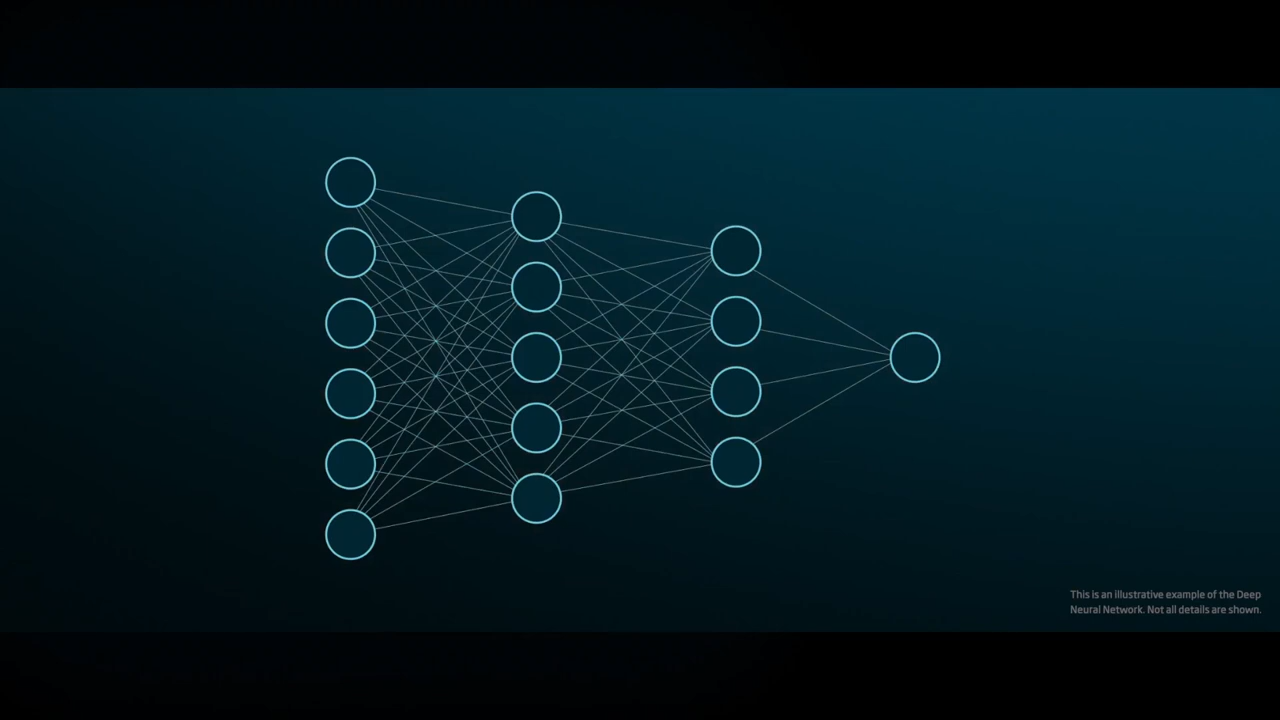 This is an illustrative example of the Deep
Neural Network. Not all details are shown.